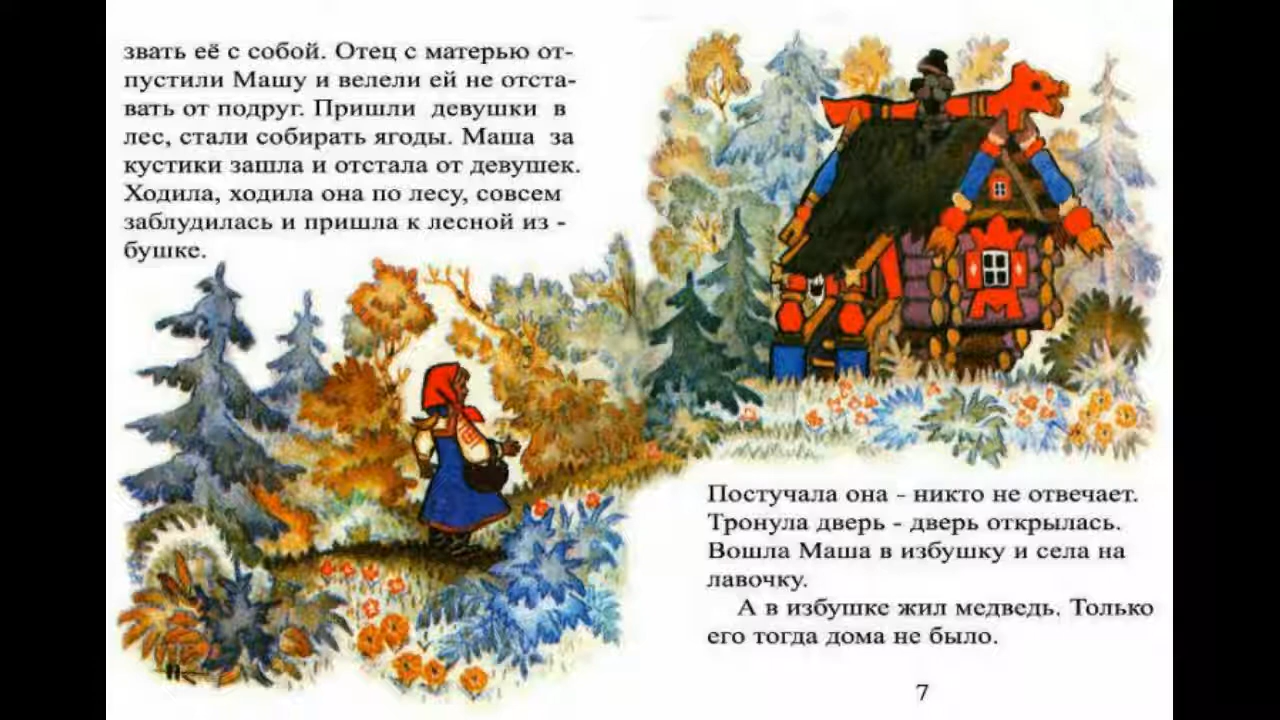 звать её с собой. Отец с матерью от-
пустили Машу и велели ей не отста-
вать от подруг. Пришли девушки в
лес, стали собирать ягоды. Маша за
кустики зашла и отстала от девушек.
Ходила, ходила она по лесу, совсем
заблудилась и пришла к лесной из -
бушке.
Постучала она - никто не отвечает.
Тронула дверь - дверь открылась.
Вошла Маша в избушку и села на
лавочку.
А в избушке жил медведь. Только
его тогда дома не было.
7